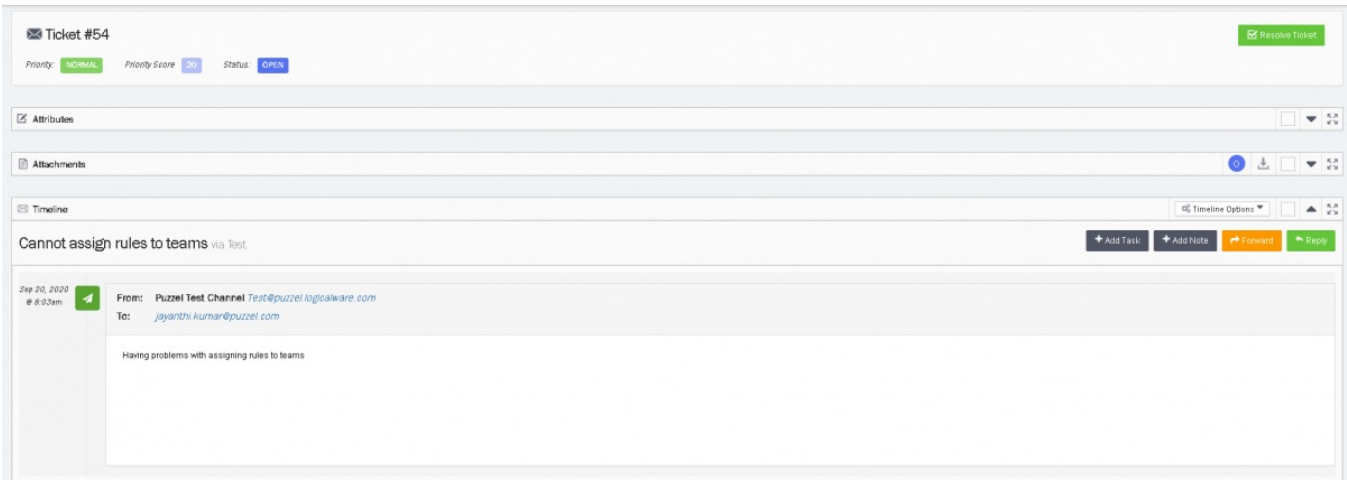 Ticket #54
Resolve Ticket
Priority: NORMAL Priority Score 20 Status: OPEN
Attributes
Attachments 0
Timeline Timeline Options
Cannot assign rules to teams via Test + Add Task + Add Note Forward Reply
Sep 20, 2020
@ 8:03am
From: Puzzel Test Channel Test@puzzel.logicalware.com
To: jayanthi.kumar@puzzel.com
Having problems with assigning rules to teams